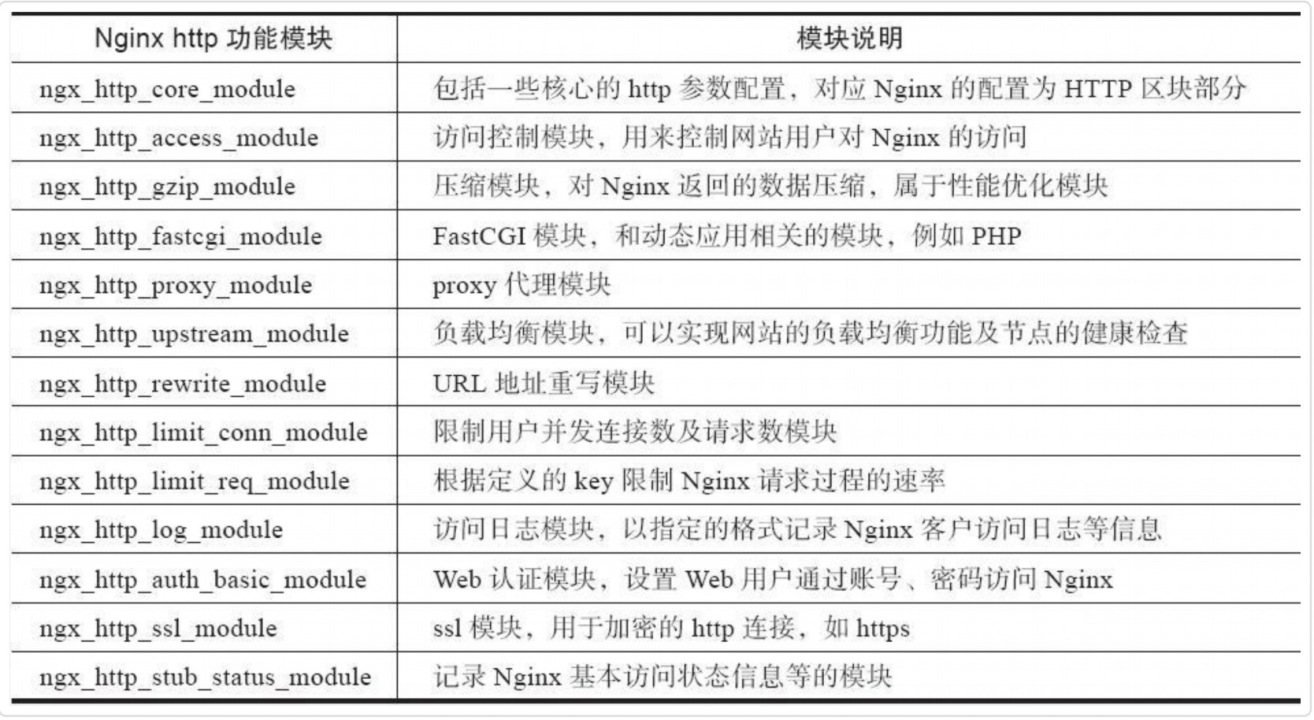 Nginx http 功能模块 模块说明
ngx_http_core_module 包括一些核心的 http 参数配置，对应 Nginx 的配置为 HTTP 区块部分
ngx_http_access_module 访问控制模块，用来控制网站用户对 Nginx 的访问
ngx_http_gzip_module 压缩模块，对 Nginx 返回的数据压缩，属于性能优化模块
ngx_http_fastcgi_module FastCGI 模块，和动态应用相关的模块，例如 PHP
ngx_http_proxy_module proxy 代理模块
ngx_http_upstream_module 负载均衡模块，可以实现网站的负载均衡功能及节点的健康检查
ngx_http_rewrite_module URL 地址重写模块
ngx_http_limit_conn_module 限制用户并发连接数及请求数模块
ngx_http_limit_req_module 根据定义的 key 限制 Nginx 请求过程的速率
ngx_http_log_module 访问日志模块，以指定的格式记录 Nginx 客户访问日志等信息
ngx_http_auth_basic_module Web 认证模块，设置 Web 用户通过账号、密码访问 Nginx
ngx_http_ssl_module ssl 模块，用于加密的 http 连接，如 https
ngx_http_stub_status_module 记录 Nginx 基本访问状态信息等的模块